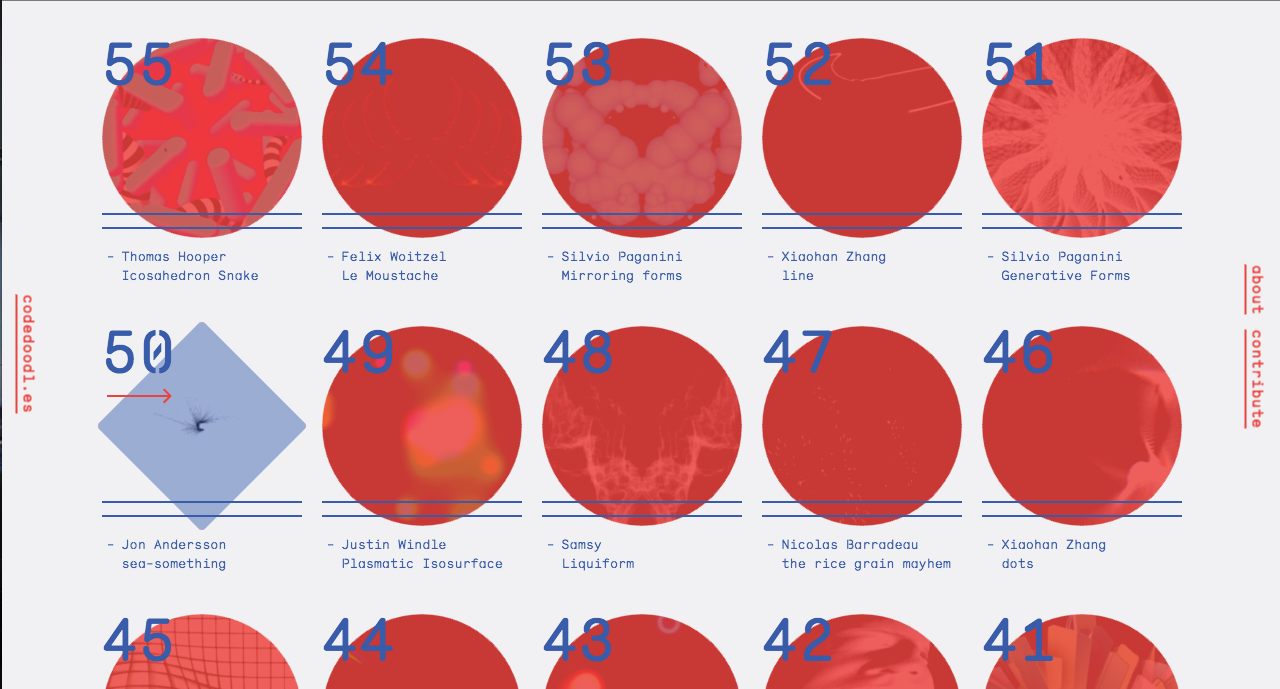 55 54 53 52 51
– Thomas Hooper
Icosahedron Snake
– Felix Woitzel
Le Moustache
– Silvio Paganini
Mirroring forms
– Xiaohan Zhang
line
– Silvio Paganini
Generative Forms
codedoodl.es
about
contribute
50 49 48 47 46
– Jon Andersson
sea-something
– Justin Windle
Plasmatic Isosurface
– Samsy
Liquiform
– Nicolas Barradeau
the rice grain mayhem
– Xiaohan Zhang
dots
45 44 43 42 41